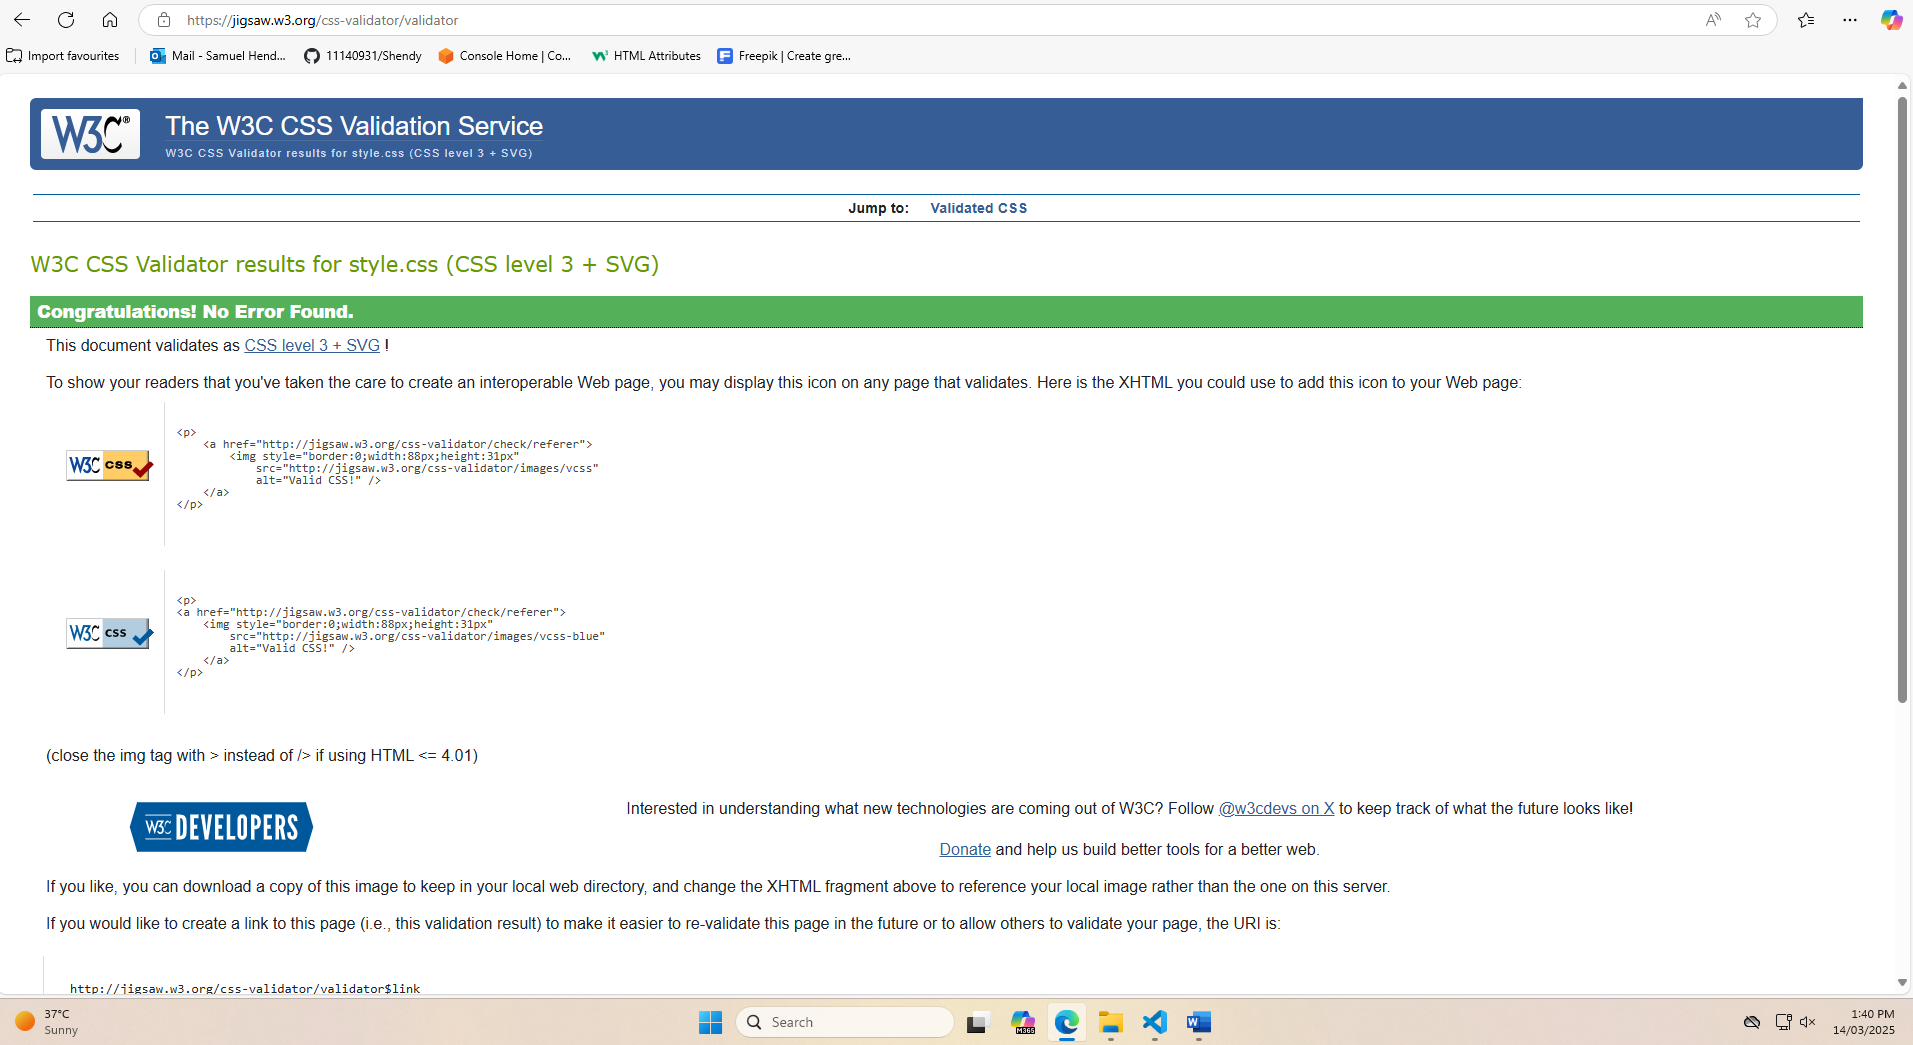 https://jigsaw.w3.org/css-validator/validator
Import favourites
Mail - Samuel Hend...
11140931/Shendy
Console Home | Co...
HTML Attributes
Freepik | Create gre...
W3C®
The W3C CSS Validation Service
W3C CSS Validator results for style.css (CSS level 3 + SVG)
Jump to: Validated CSS
W3C CSS Validator results for style.css (CSS level 3 + SVG)
Congratulations! No Error Found.
This document validates as CSS level 3 + SVG !
To show your readers that you've taken the care to create an interoperable Web page, you may display this icon on any page that validates. Here is the XHTML you could use to add this icon to your Web page:
W3C css
<p>
<a href="http://jigsaw.w3.org/css-validator/check/referer">
<img style="border:0;width:88px;height:31px"
src="http://jigsaw.w3.org/css-validator/images/vcss"
alt="Valid CSS!" />
</a>
</p>
W3C css
<p>
<a href="http://jigsaw.w3.org/css-validator/check/referer">
<img style="border:0;width:88px;height:31px"
src="http://jigsaw.w3.org/css-validator/images/vcss-blue"
alt="Valid CSS!" />
</a>
</p>
(close the img tag with > instead of /> if using HTML <= 4.01)
W3C DEVELOPERS
Interested in understanding what new technologies are coming out of W3C? Follow @w3cdevs on X to keep track of what the future looks like!
Donate and help us build better tools for a better web.
If you like, you can download a copy of this image to keep in your local web directory, and change the XHTML fragment above to reference your local image rather than the one on this server.
If you would like to create a link to this page (i.e., this validation result) to make it easier to re-validate this page in the future or to allow others to validate your page, the URI is:
http://jigsaw.w3.org/css-validator/validator$link
37°C
Sunny
Search
M365
1:40 PM
14/03/2025